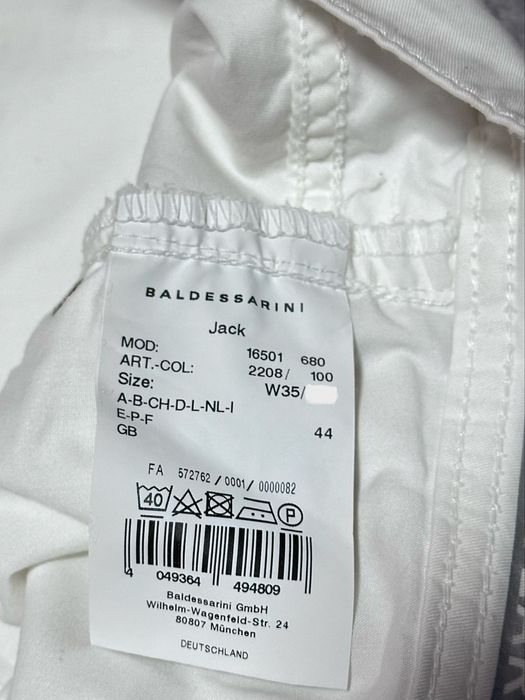 BALDESSARINI
Jack
MOD: 16501 680
ART.-COL: 2208/ 100
Size: W35/
A-B-CH-D-L-NL-I
E-P-F 44
GB
FA 572762 / 0001 / 0000082
40 P
4 049364 494809
Baldessarini GmbH
Wilhelm-Wagenfeld-Str. 24
80807 München
DEUTSCHLAND